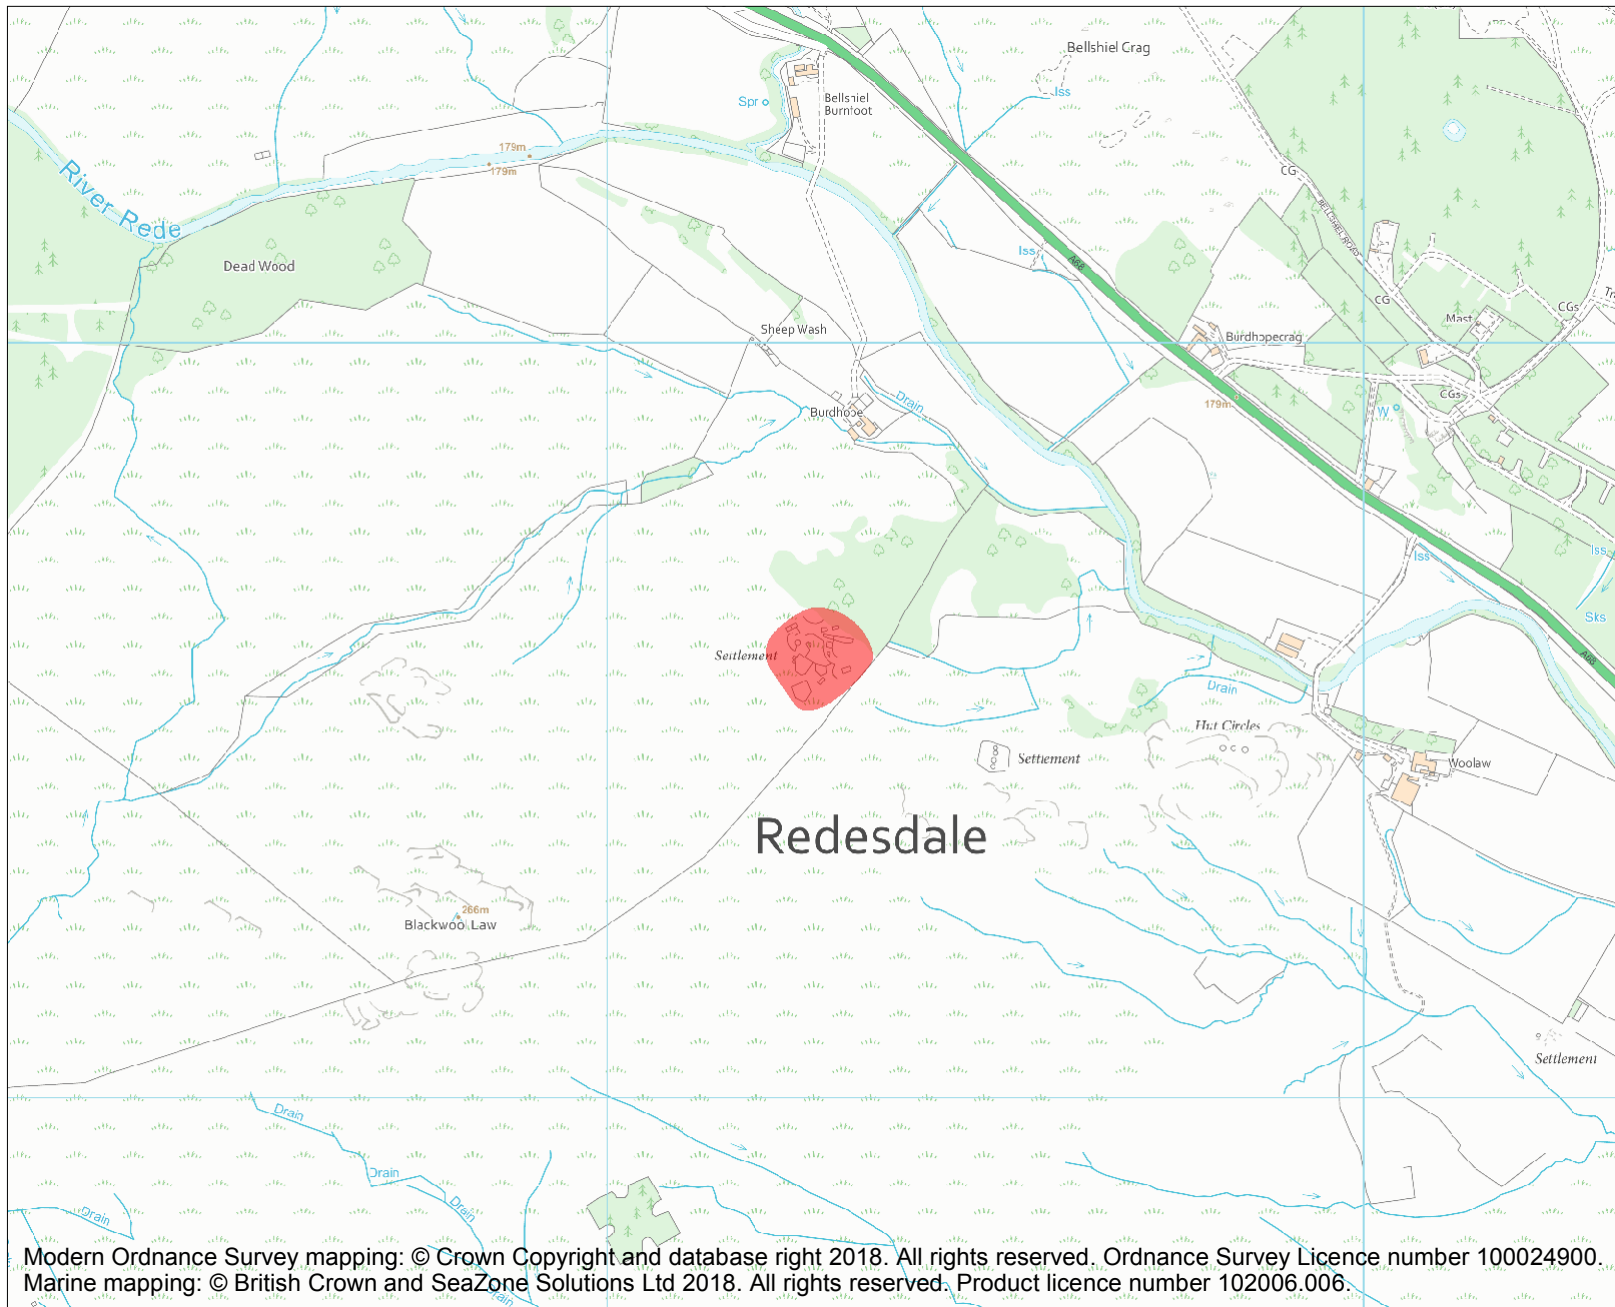 Bellshiel Crag
Iss
Spr
Bellshiel
Burnfoot
179m
179m
CG
River Rede
BELLSHIEL ROAD
Dead Wood
Iss
A68
CG
CGs
Mast
Sheep Wash
Burdhopecrag
Drain
Burdhope
179m
CGs
W
Iss
Iss
Sks
Settlement
A68
Drain
Hut Circles
Settlement
Woolaw
Redesdale
266m
Blackwool Law
Settlement
Drain
Drain
Drain
Drain
Drain
Modern Ordnance Survey mapping: © Crown Copyright and database right 2018. All rights reserved. Ordnance Survey Licence number 100024900.
Marine mapping: © British Crown and SeaZone Solutions Ltd 2018. All rights reserved. Product licence number 102006.006.